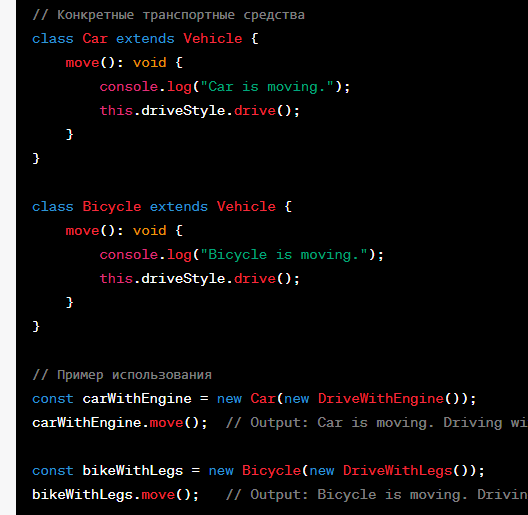 // Конкретные транспортные средства
class Car extends Vehicle {
    move(): void {
        console.log("Car is moving.");
        this.driveStyle.drive();
    }
}
class Bicycle extends Vehicle {
    move(): void {
        console.log("Bicycle is moving.");
        this.driveStyle.drive();
    }
}
// Пример использования
const carWithEngine = new Car(new DriveWithEngine());
carWithEngine.move();  // Output: Car is moving. Driving wi
const bikeWithLegs = new Bicycle(new DriveWithLegs());
bikeWithLegs.move();   // Output: Bicycle is moving. Drivin